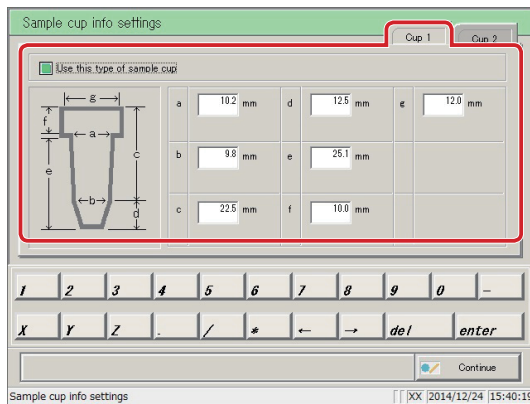 Sample cup info settings
Cup 1
Cup 2
Use this type of sample cup
g
f
a
c
e
b
d
a 10.2 mm d 12.5 mm g 12.0 mm
b 9.8 mm e 25.1 mm
c 22.5 mm f 10.0 mm
1 2 3 4 5 6 7 8 9 0 -
X Y Z . / * ← → del enter
Continue
Sample cup info settings XX 2014/12/24 15:40:19